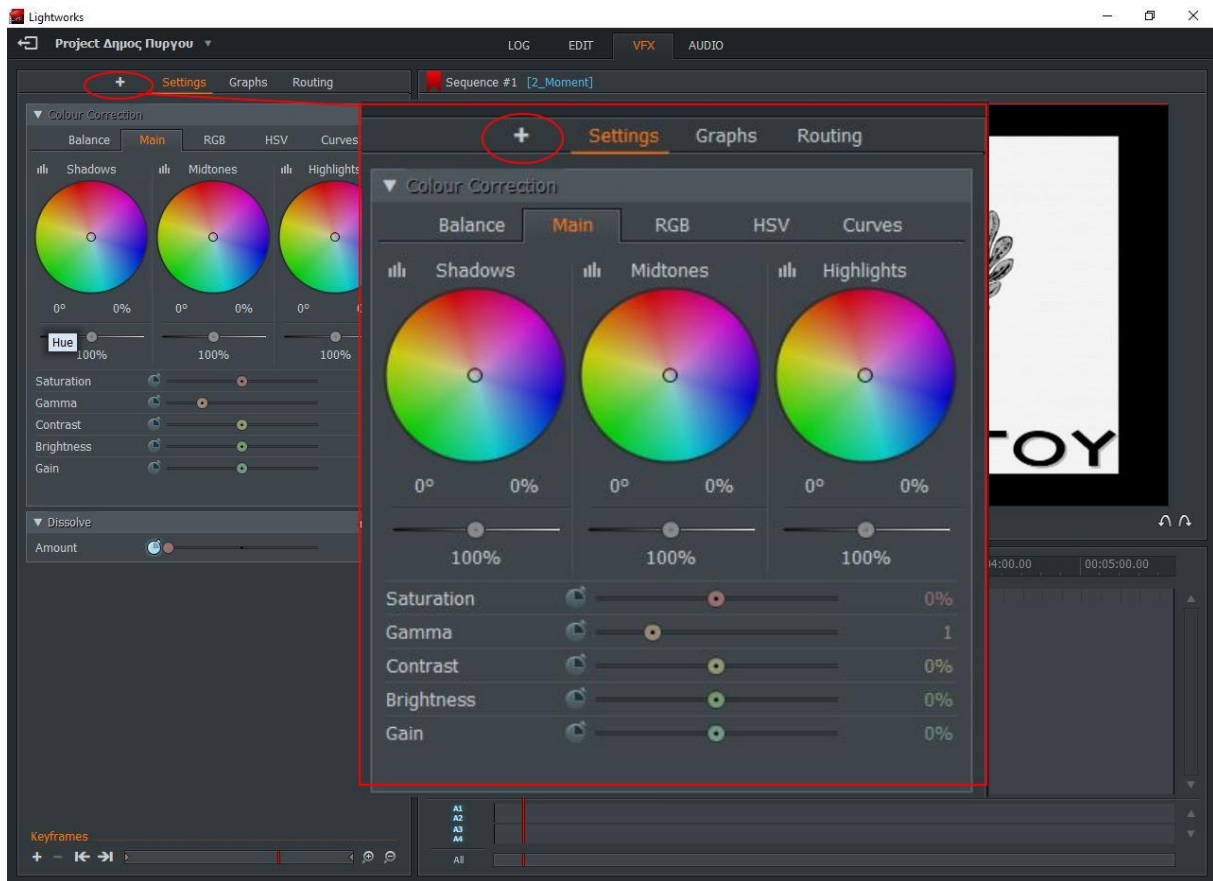 Lightworks
Project Δημος Πυργου
LOG EDIT VFX AUDIO
+ Settings Graphs Routing
Sequence #1 [2_Moment]
Colour Correction
Balance Main RGB HSV Curves
Shadows Midtones Highlights
0° 0% 0° 0% 0°
Hue
100% 100% 100%
Saturation
Gamma
Contrast
Brightness
Gain
Dissolve
Amount
Keyframes
+ Settings Graphs Routing
Colour Correction
Balance Main RGB HSV Curves
Shadows Midtones Highlights
0° 0% 0° 0% 0° 0%
100% 100% 100%
Saturation 0%
Gamma 1
Contrast 0%
Brightness 0%
Gain 0%
ΤΟΥ
04:00.00 00:05:00.00
A1
A2
A3
A4
All